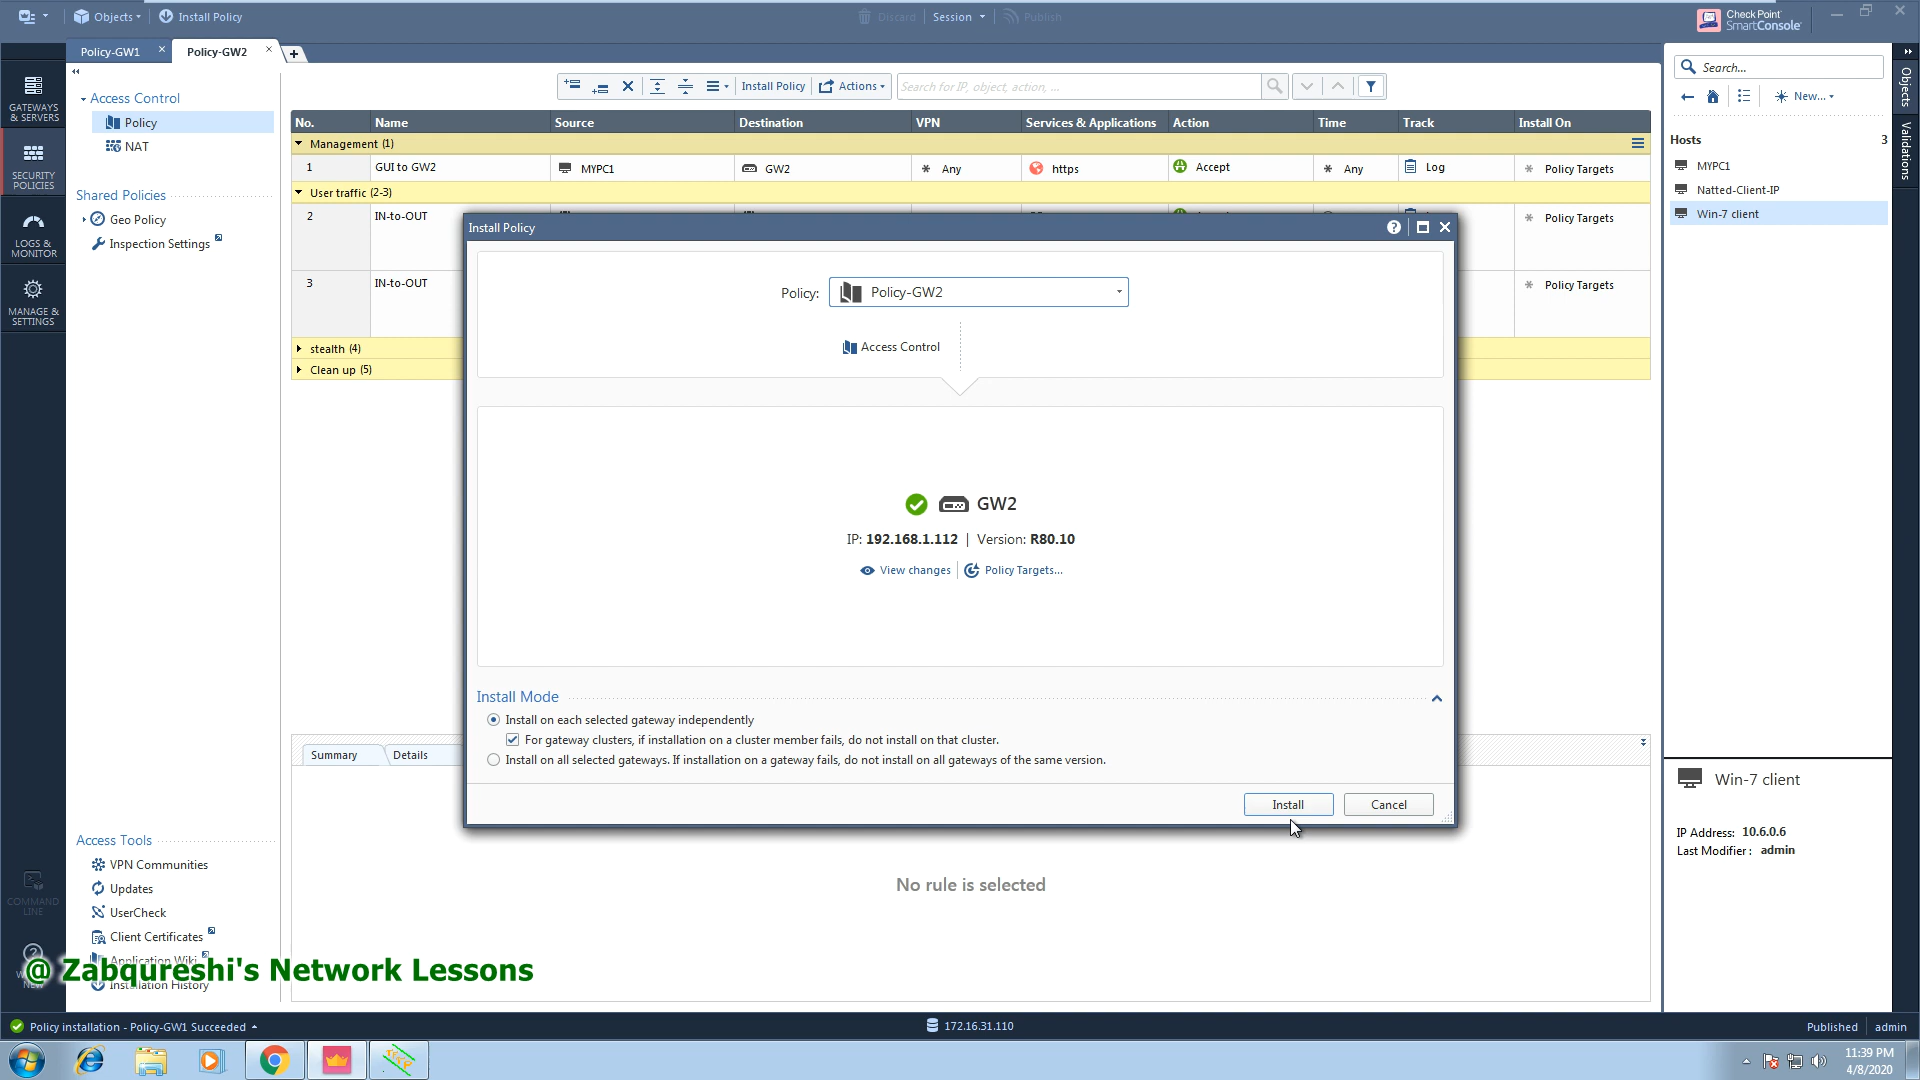 Objects
Install Policy
Discard
Session
Publish
Check Point
SmartConsole
Policy-GW1
Policy-GW2
GATEWAYS
& SERVERS
SECURITY
POLICIES
LOGS &
MONITOR
MANAGE &
SETTINGS
COMMAND
LINE
Access Control
Policy
NAT
Shared Policies
Geo Policy
Inspection Settings
Access Tools
VPN Communities
Updates
UserCheck
Client Certificates
Application Wiki
Installation History
Install Policy
Actions
Search for IP, object, action, ...
No.
Name
Source
Destination
VPN
Services & Applications
Action
Time
Track
Install On
Management (1)
1
GUI to GW2
MYPC1
GW2
Any
https
Accept
Any
Log
Policy Targets
User traffic (2-3)
2
IN-to-OUT
Policy Targets
3
IN-to-OUT
Policy Targets
stealth (4)
Clean up (5)
Install Policy
Policy:
Policy-GW2
Access Control
GW2
IP: 192.168.1.112 | Version: R80.10
View changes
Policy Targets...
Install Mode
Install on each selected gateway independently
For gateway clusters, if installation on a cluster member fails, do not install on that cluster.
Install on all selected gateways. If installation on a gateway fails, do not install on all gateways of the same version.
Install
Cancel
Summary
Details
No rule is selected
Search...
New...
Hosts
3
MYPC1
Natted-Client-IP
Win-7 client
Objects
Validations
Win-7 client
IP Address: 10.6.0.6
Last Modifier: admin
@ Zabqureshi's Network Lessons
Policy installation - Policy-GW1 Succeeded
172.16.31.110
Published
admin
11:39 PM
4/8/2020